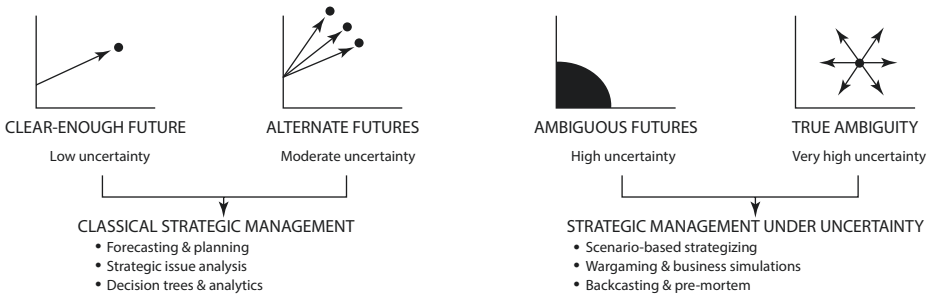 CLEAR-ENOUGH FUTURE
Low uncertainty
ALTERNATE FUTURES
Moderate uncertainty
CLASSICAL STRATEGIC MANAGEMENT
• Forecasting & planning
• Strategic issue analysis
• Decision trees & analytics
AMBIGUOUS FUTURES
High uncertainty
TRUE AMBIGUITY
Very high uncertainty
STRATEGIC MANAGEMENT UNDER UNCERTAINTY
• Scenario-based strategizing
• Wargaming & business simulations
• Backcasting & pre-mortem